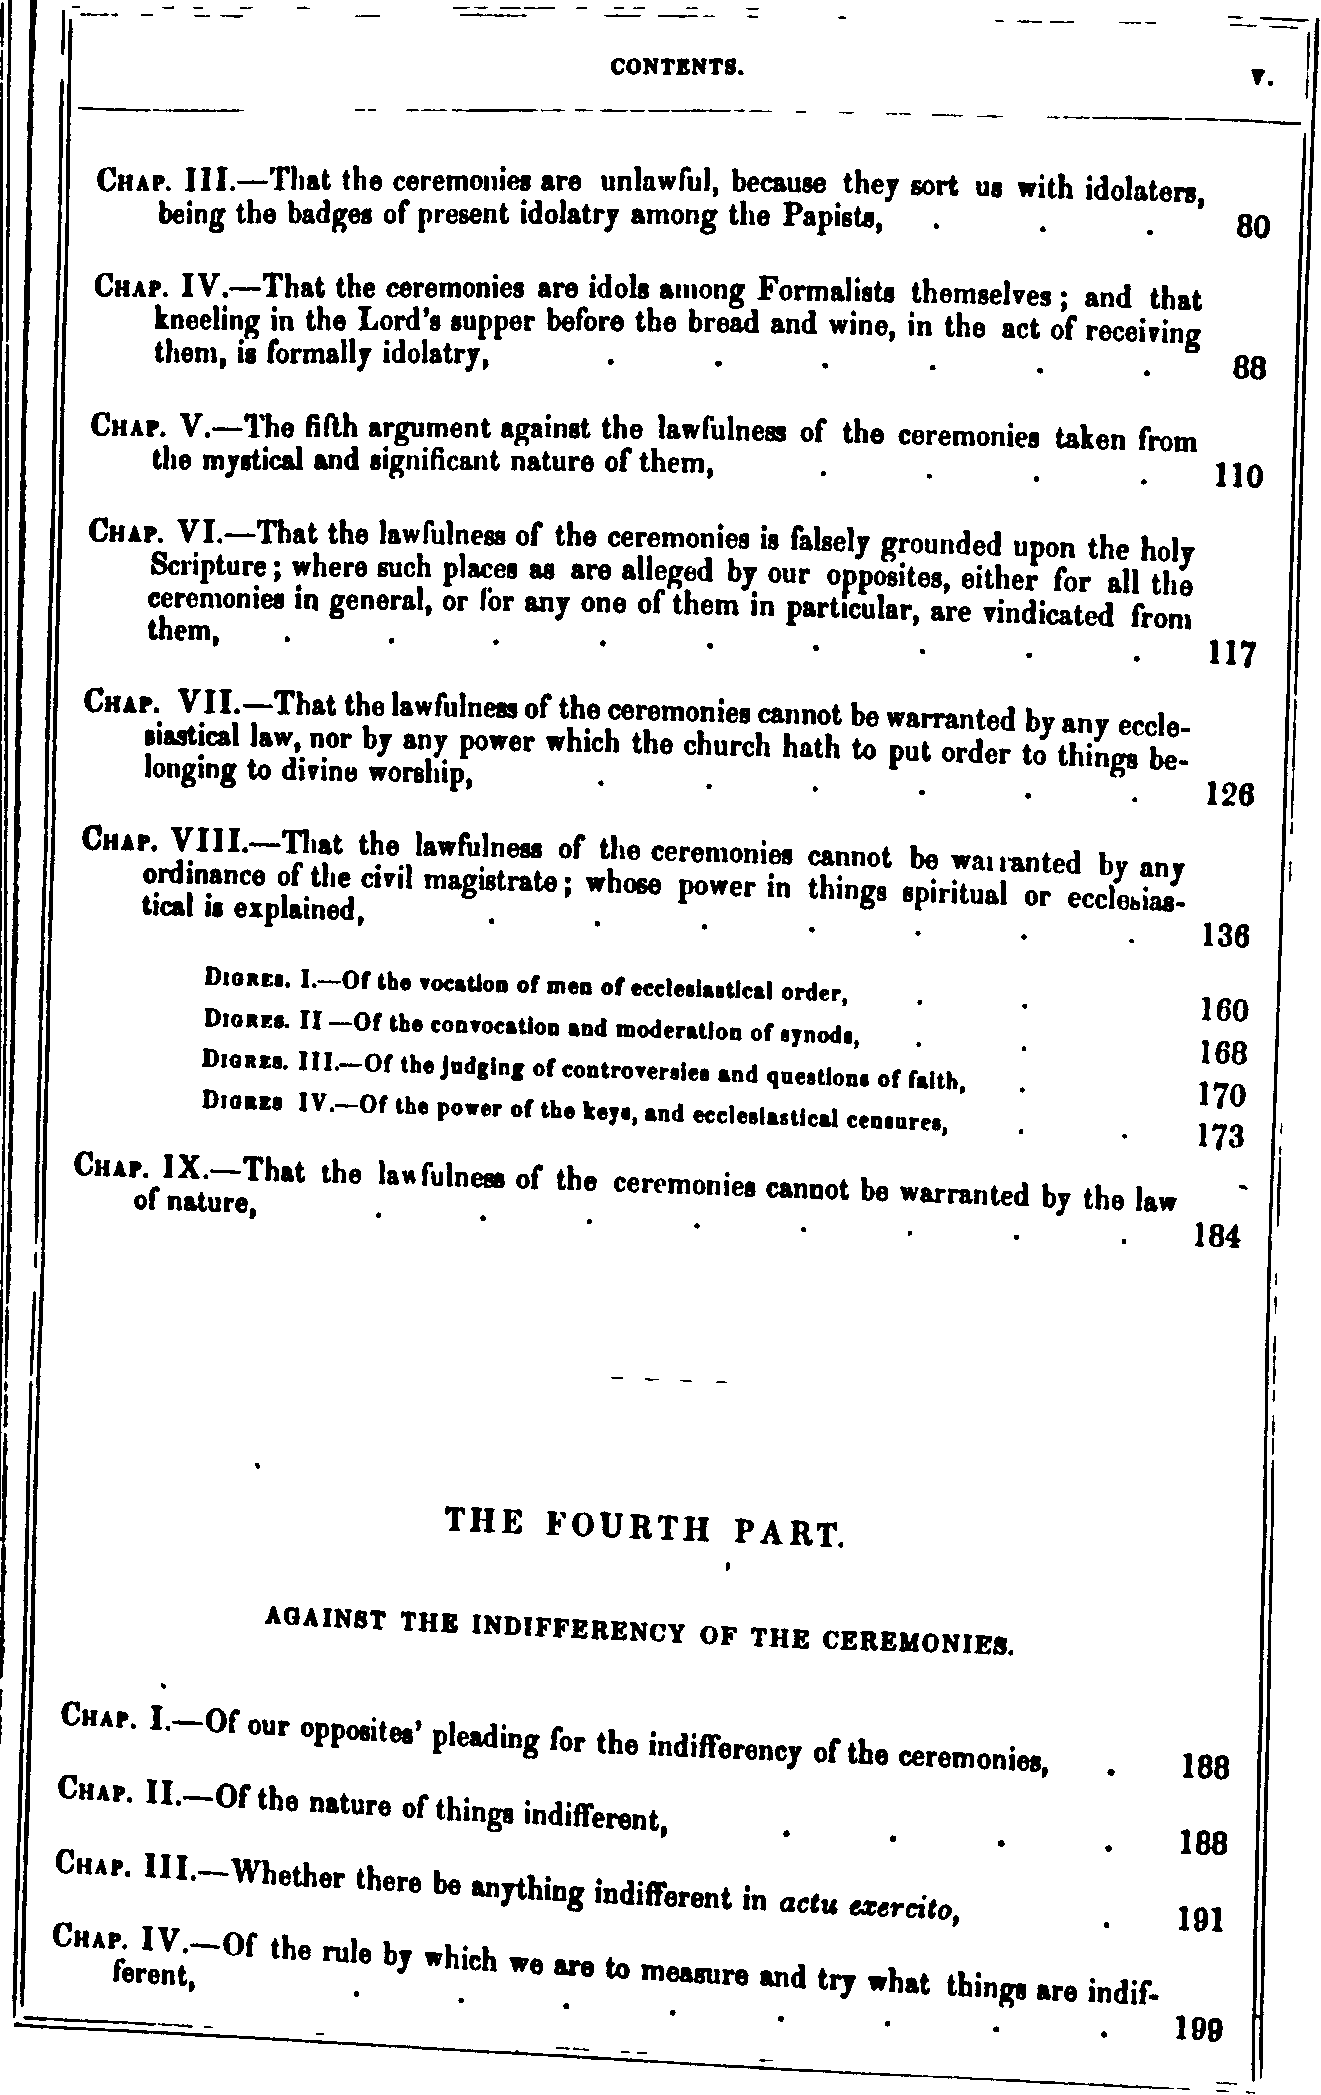 CONTENTS. v.
CHAP. III.—That the ceremonies are unlawful, because they sort us with idolaters,
being the badges of present idolatry among the Papists, . . . 80
CHAP. IV.—That the ceremonies are idols among Formalists themselves; and that
kneeling in the Lord's supper before the bread and wine, in the act of receiving
them, is formally idolatry, . . . . . . 88
CHAP. V.—The fifth argument against the lawfulness of the ceremonies taken from
the mystical and significant nature of them, . . . . 110
CHAP. VI.—That the lawfulness of the ceremonies is falsely grounded upon the holy
Scripture; where such places as are alleged by our opposites, either for all the
ceremonies in general, or for any one of them in particular, are vindicated from
them, . . . . . . . . . 117
CHAP. VII.—That the lawfulness of the ceremonies cannot be warranted by any eccle-
siastical law, nor by any power which the church hath to put order to things be-
longing to divine worship, . . . . . . 126
CHAP. VIII.—That the lawfulness of the ceremonies cannot be warranted by any
ordinance of the civil magistrate; whose power in things spiritual or ecclesias-
tical is explained, . . . . . . . 136
DIGRES. I.—Of the vocation of men of ecclesiastical order, . . 160
DIGRES. II —Of the convocation and moderation of synods, . . 168
DIGRES. III.—Of the judging of controversies and questions of faith, . 170
DIGRES IV.—Of the power of the keys, and ecclesiastical censures, . . 173
CHAP. IX.—That the lawfulness of the ceremonies cannot be warranted by the law
of nature, . . . . . . . . 184
THE FOURTH PART.
AGAINST THE INDIFFERENCY OF THE CEREMONIES.
CHAP. I.—Of our opposites' pleading for the indifferency of the ceremonies, . 188
CHAP. II.—Of the nature of things indifferent, . . . . 188
CHAP. III.—Whether there be anything indifferent in actu exercito, . 191
CHAP. IV.—Of the rule by which we are to measure and try what things are indif-
ferent, . . . . . . . . 199